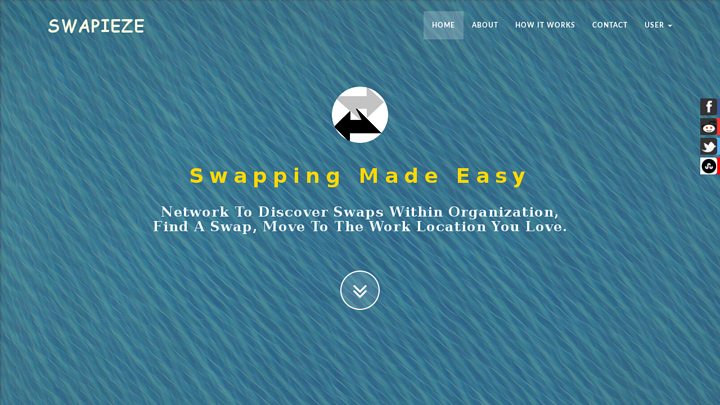 SWAPIEZE
HOME ABOUT HOW IT WORKS CONTACT USER
Swapping Made Easy
Network To Discover Swaps Within Organization,
Find A Swap, Move To The Work Location You Love.